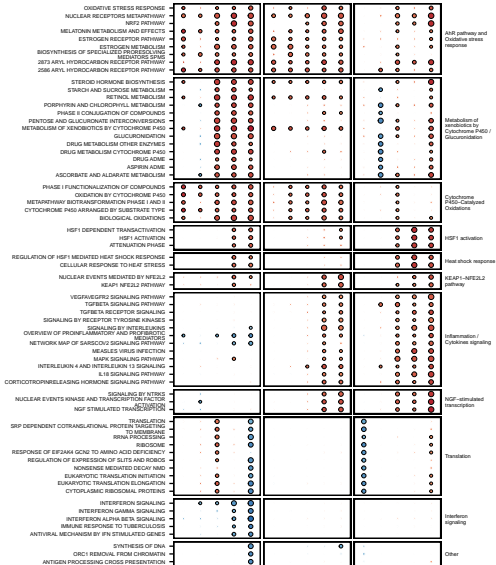 OXIDATIVE STRESS RESPONSE
NUCLEAR RECEPTORS METAPATHWAY
NRF2 PATHWAY
MELATONIN METABOLISM AND EFFECTS
ESTROGEN RECEPTOR PATHWAY
ESTROGEN METABOLISM
BIOSYNTHESIS OF SPECIALIZED PRORESOLVING
MEDIATORS SPMS
2873 ARYL HYDROCARBON RECEPTOR PATHWAY
2586 ARYL HYDROCARBON RECEPTOR PATHWAY
AhR pathway and
Oxidative stress
response
STEROID HORMONE BIOSYNTHESIS
STARCH AND SUCROSE METABOLISM
RETINOL METABOLISM
PORPHYRIN AND CHLOROPHYLL METABOLISM
PHASE II CONJUGATION OF COMPOUNDS
PENTOSE AND GLUCURONATE INTERCONVERSIONS
METABOLISM OF XENOBIOTICS BY CYTOCHROME P450
GLUCURONIDATION
DRUG METABOLISM OTHER ENZYMES
DRUG METABOLISM CYTOCHROME P450
DRUG ADME
ASPIRIN ADME
ASCORBATE AND ALDARATE METABOLISM
Metabolism of
xenobiotics by
Cytochrome P450 /
Glucuronidation
PHASE I FUNCTIONALIZATION OF COMPOUNDS
OXIDATION BY CYTOCHROME P450
METAPATHWAY BIOTRANSFORMATION PHASE I AND II
CYTOCHROME P450 ARRANGED BY SUBSTRATE TYPE
BIOLOGICAL OXIDATIONS
Cytochrome
P450-Catalyzed
Oxidations
HSF1 DEPENDENT TRANSACTIVATION
HSF1 ACTIVATION
ATTENUATION PHASE
HSF1 activation
REGULATION OF HSF1 MEDIATED HEAT SHOCK RESPONSE
CELLULAR RESPONSE TO HEAT STRESS
Heat shock response
NUCLEAR EVENTS MEDIATED BY NFE2L2
KEAP1 NFE2L2 PATHWAY
KEAP1-NFE2L2
pathway
VEGFAVEGFR2 SIGNALING PATHWAY
TGFBETA SIGNALING PATHWAY
TGFBETA RECEPTOR SIGNALING
SIGNALING BY RECEPTOR TYROSINE KINASES
SIGNALING BY INTERLEUKINS
OVERVIEW OF PROINFLAMMATORY AND PROFIBROTIC
MEDIATORS
NETWORK MAP OF SARSCOV2 SIGNALING PATHWAY
MEASLES VIRUS INFECTION
MAPK SIGNALING PATHWAY
INTERLEUKIN 4 AND INTERLEUKIN 13 SIGNALING
IL18 SIGNALING PATHWAY
CORTICOTROPINRELEASING HORMONE SIGNALING PATHWAY
Inflammation /
Cytokines signaling
SIGNALING BY NTRKS
NUCLEAR EVENTS KINASE AND TRANSCRIPTION FACTOR
ACTIVATION
NGF STIMULATED TRANSCRIPTION
NGF-stimulated
transcription
TRANSLATION
SRP DEPENDENT COTRANSLATIONAL PROTEIN TARGETING
TO MEMBRANE
RRNA PROCESSING
RIBOSOME
RESPONSE OF EIF2AK4 GCN2 TO AMINO ACID DEFICIENCY
REGULATION OF EXPRESSION OF SLITS AND ROBOS
NONSENSE MEDIATED DECAY NMD
EUKARYOTIC TRANSLATION INITIATION
EUKARYOTIC TRANSLATION ELONGATION
CYTOPLASMIC RIBOSOMAL PROTEINS
Translation
INTERFERON SIGNALING
INTERFERON GAMMA SIGNALING
INTERFERON ALPHA BETA SIGNALING
IMMUNE RESPONSE TO TUBERCULOSIS
ANTIVIRAL MECHANISM BY IFN STIMULATED GENES
Interferon
signaling
SYNTHESIS OF DNA
ORC1 REMOVAL FROM CHROMATIN
ANTIGEN PROCESSING CROSS PRESENTATION
Other